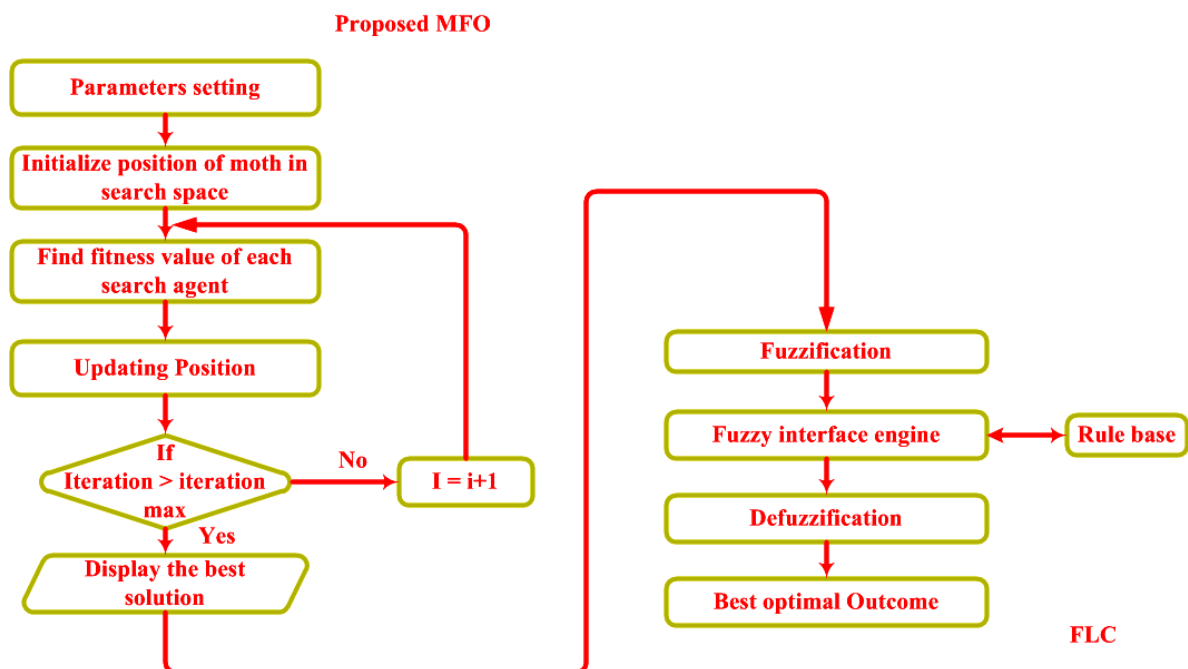 Proposed MFO
Parameters setting
Initialize position of moth in
search space
Find fitness value of each
search agent
Updating Position
If
Iteration > iteration
max
No
I = i+1
Yes
Display the best
solution
Fuzzification
Fuzzy interface engine
Rule base
Defuzzification
Best optimal Outcome
FLC